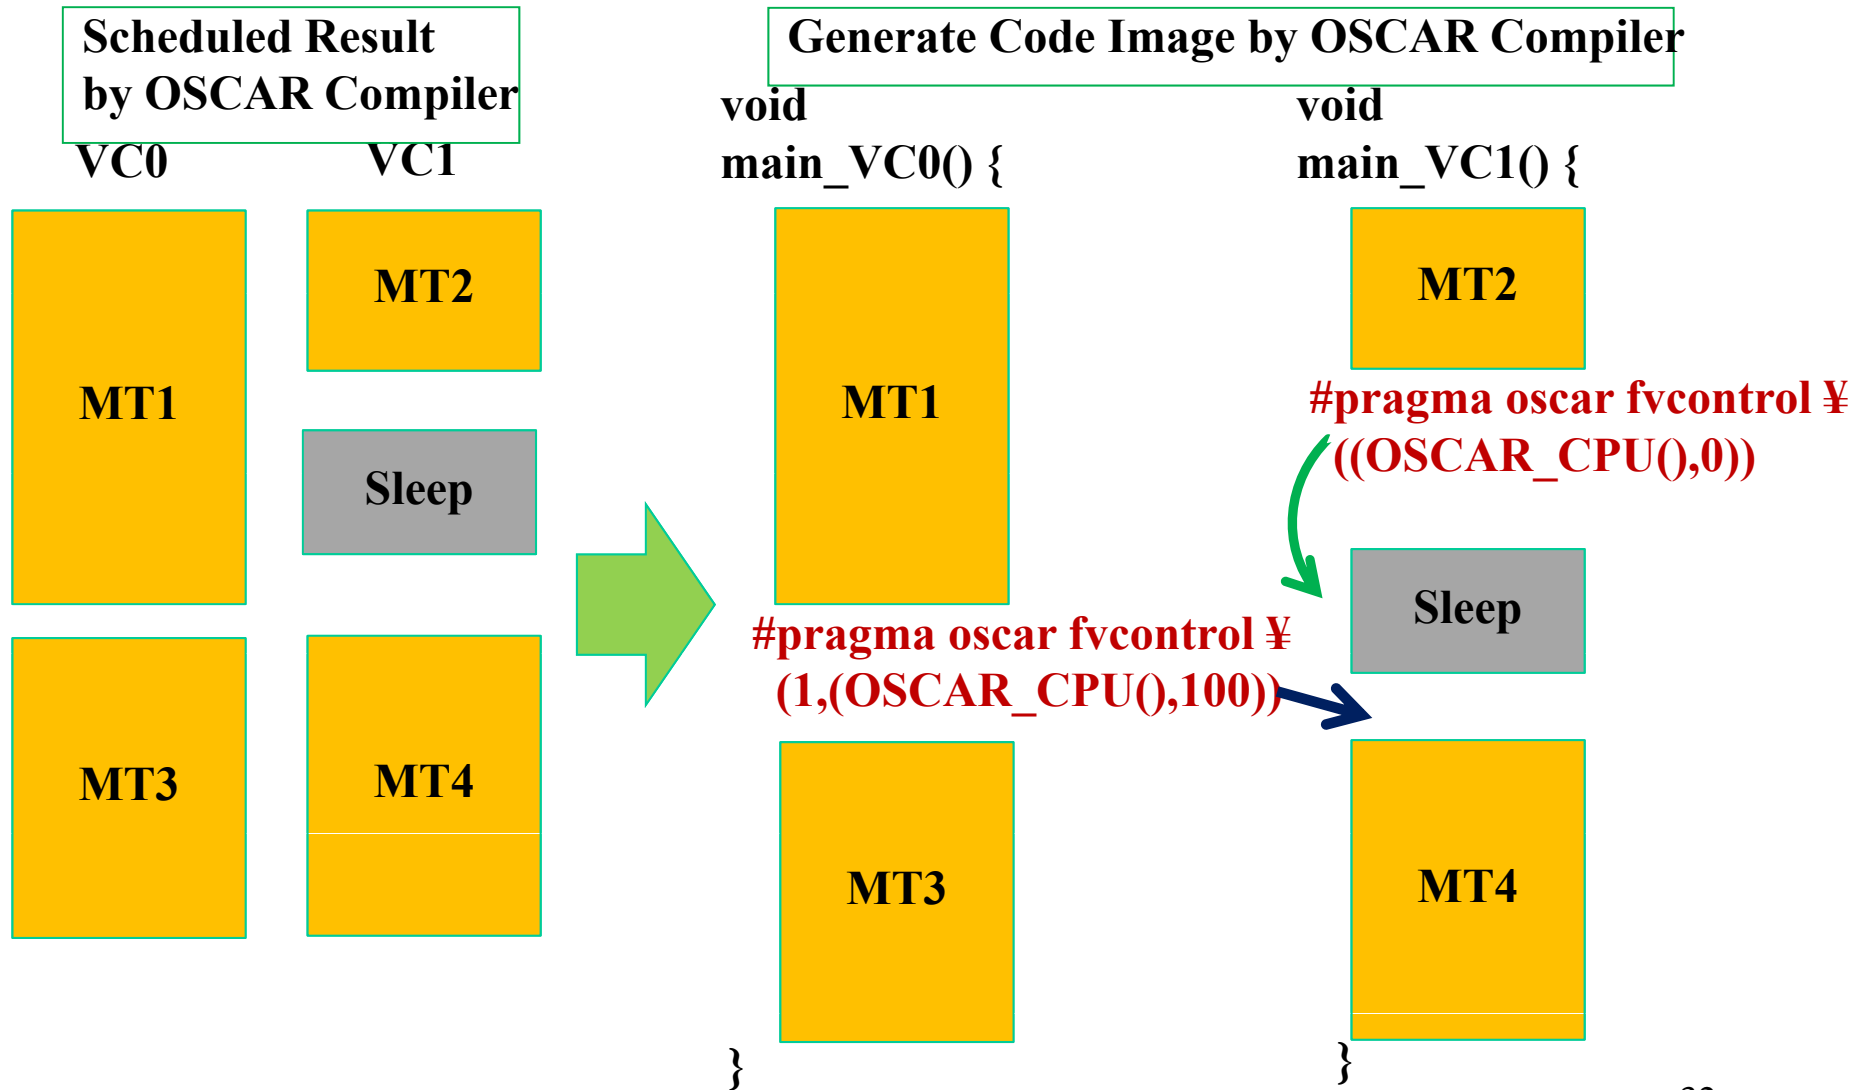 Scheduled Result
by OSCAR Compiler
VC0
VC1
MT1
MT2
Sleep
MT3
MT4
Generate Code Image by OSCAR Compiler
void
main_VC0() {
MT1
#pragma oscar fvcontrol ¥
(1,(OSCAR_CPU(),100))
MT3
}
void
main_VC1() {
MT2
#pragma oscar fvcontrol ¥
((OSCAR_CPU(),0))
Sleep
MT4
}